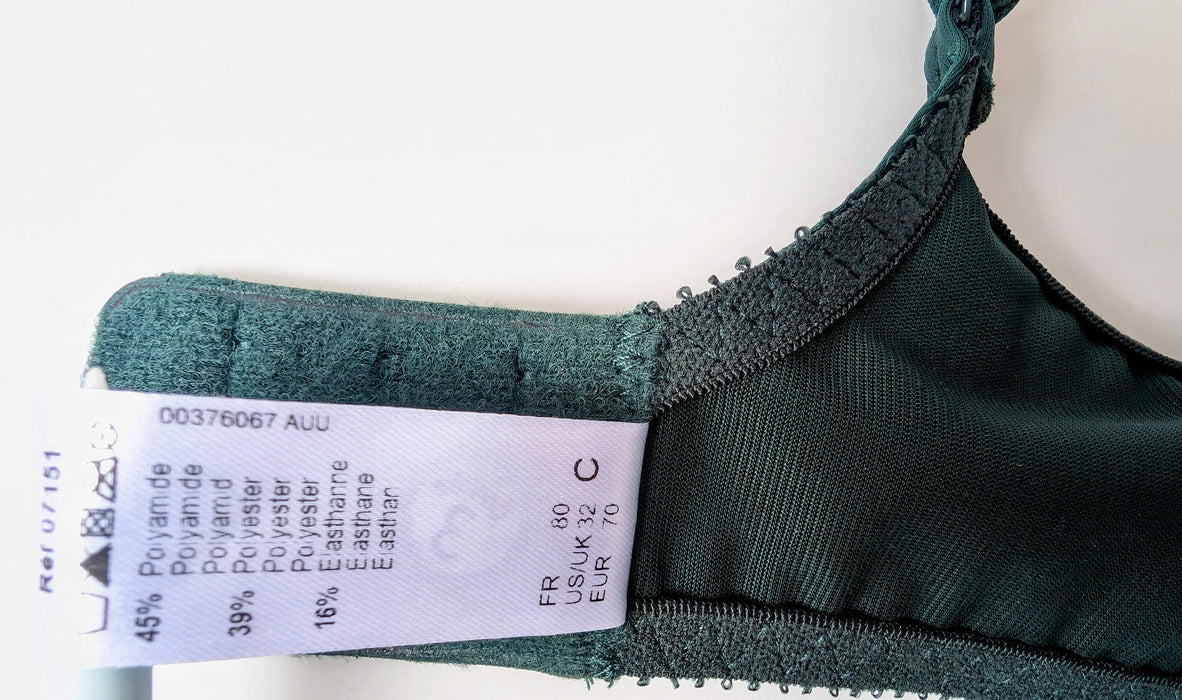 00376067 AUU
Ref 07151
45% Polyamide
Polyamide
Polyamid
39% Polyester
Polyester
Polyester
16% Elasthanne
Elasthane
Elasthan
FR 80
US/UK 32 C
EUR 70